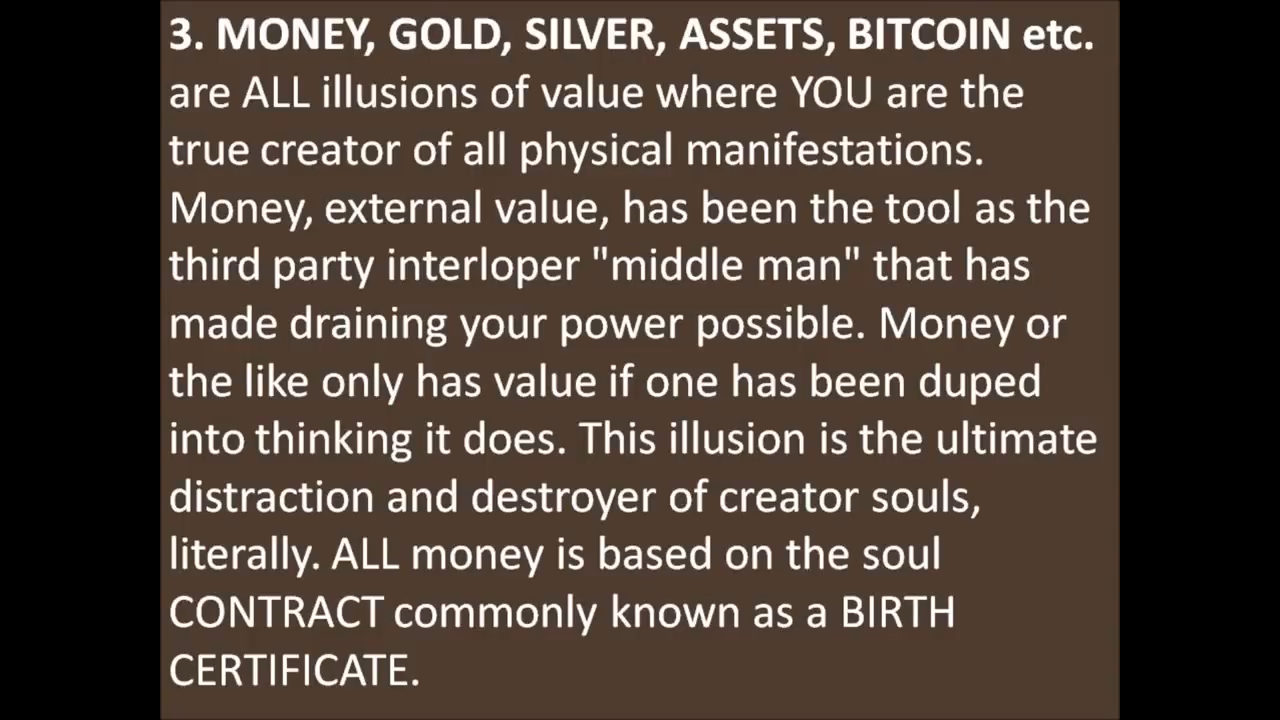 3. MONEY, GOLD, SILVER, ASSETS, BITCOIN etc.
are ALL illusions of value where YOU are the
true creator of all physical manifestations.
Money, external value, has been the tool as the
third party interloper "middle man" that has
made draining your power possible. Money or
the like only has value if one has been duped
into thinking it does. This illusion is the ultimate
distraction and destroyer of creator souls,
literally. ALL money is based on the soul
CONTRACT commonly known as a BIRTH
CERTIFICATE.